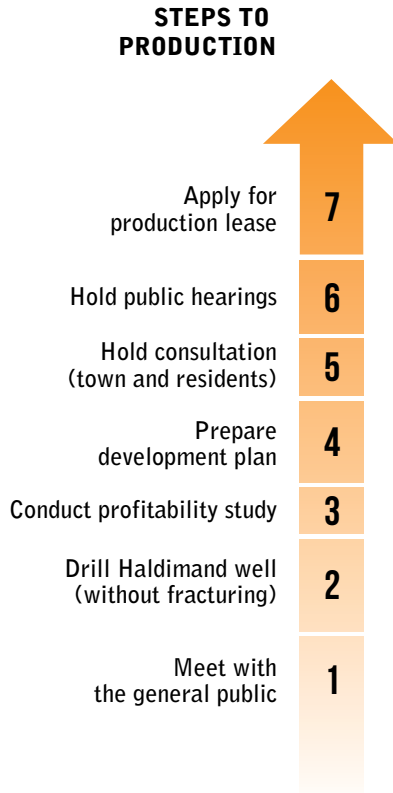 STEPS TO
PRODUCTION
Apply for
production lease
7
Hold public hearings
6
Hold consultation
(town and residents)
5
Prepare
development plan
4
Conduct profitability study
3
Drill Haldimand well
(without fracturing)
2
Meet with
the general public
1